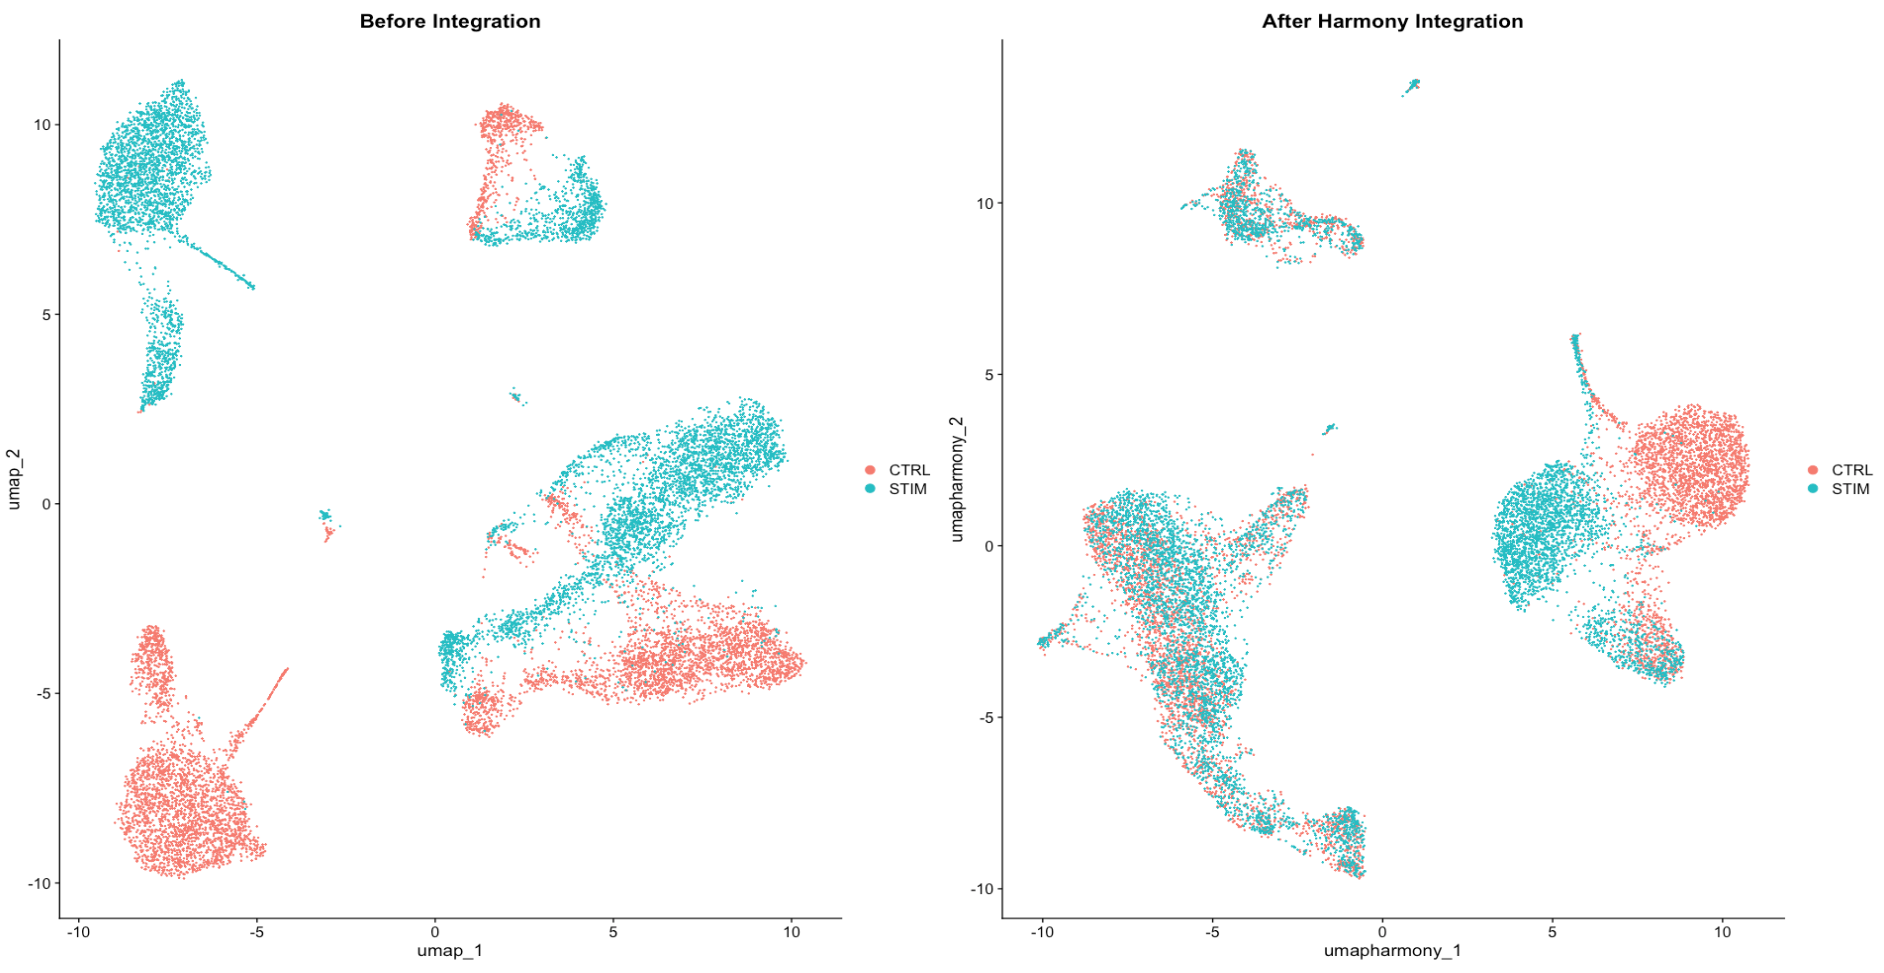 Before Integration
10
5
0
-5
-10
-10
-5
0
5
10
umap_1
umap_2
CTRL
STIM
After Harmony Integration
10
5
0
-5
-10
-10
-5
0
5
10
umapharmony_1
umapharmony_2
CTRL
STIM